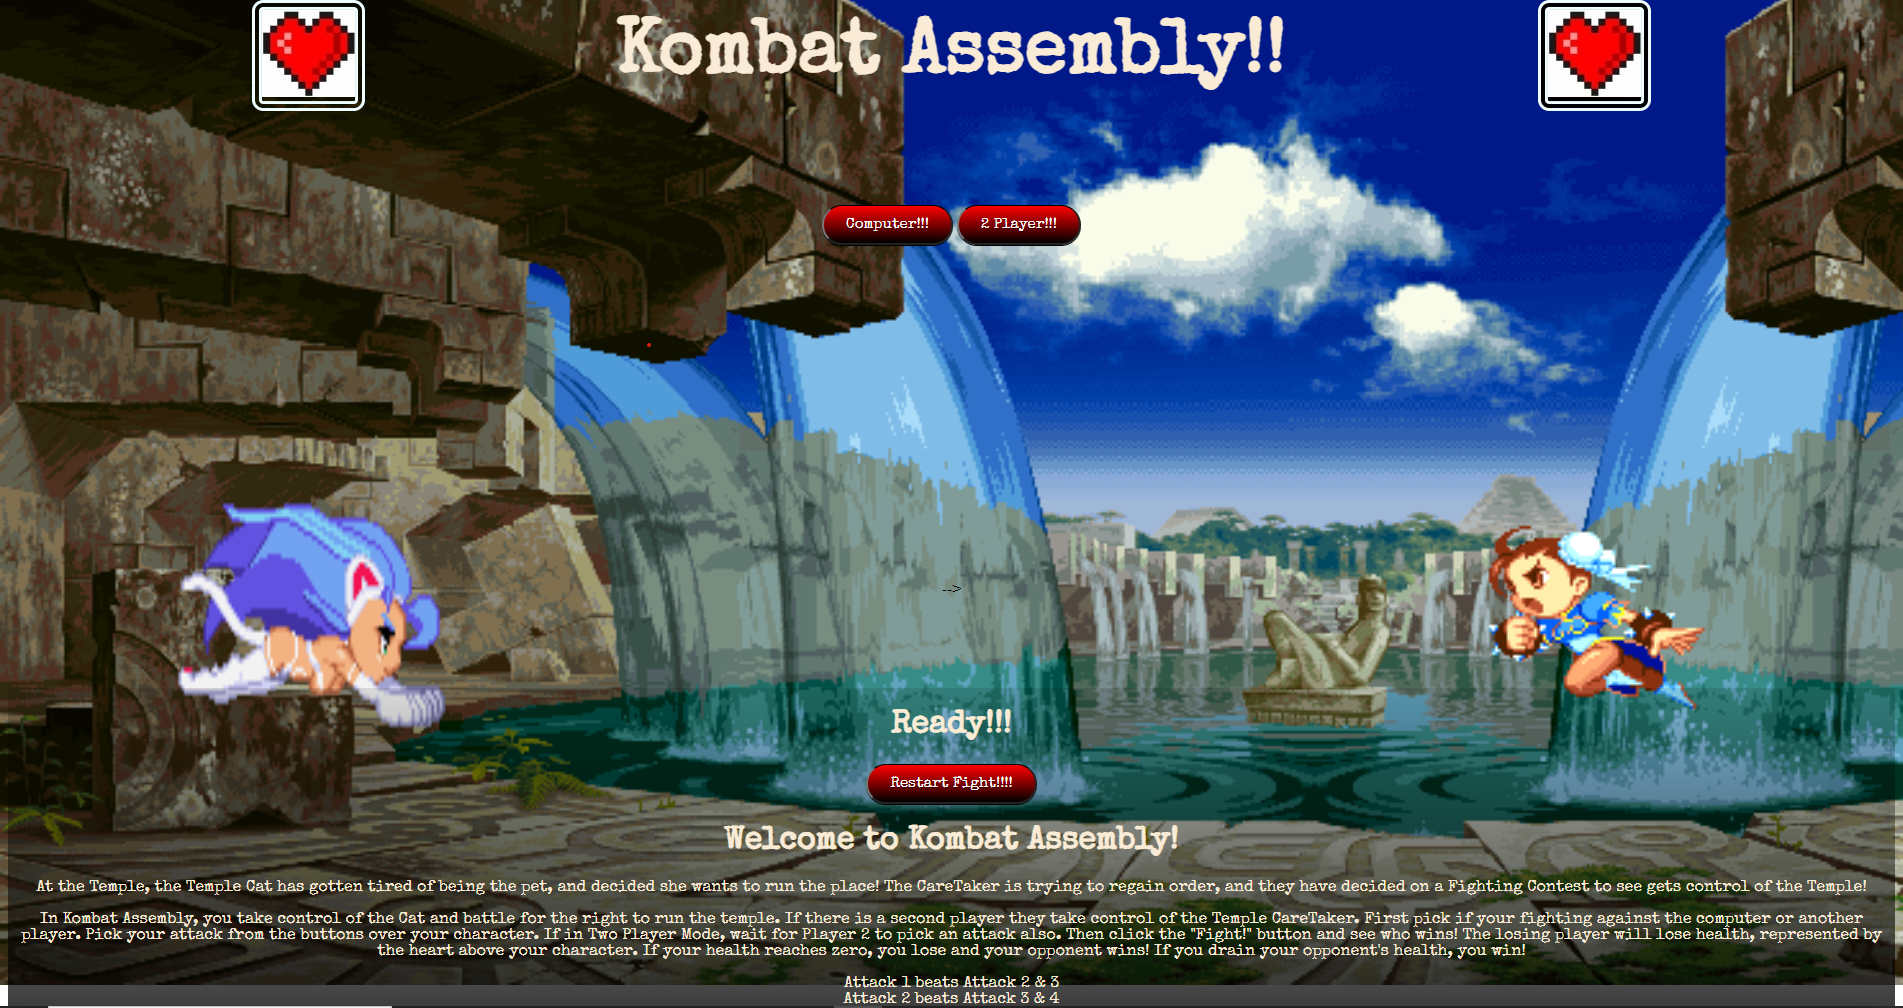 Kombat Assembly!!
Computer!!! 2 Player!!!
-->
Ready!!!
Restart Fight!!!!
Welcome to Kombat Assembly!
At the Temple, the Temple Cat has gotten tired of being the pet, and decided she wants to run the place! The CareTaker is trying to regain order, and they have decided on a Fighting Contest to see gets control of the Temple!
In Kombat Assembly, you take control of the Cat and battle for the right to run the temple. If there is a second player they take control of the Temple CareTaker. First pick if your fighting against the computer or another
player. Pick your attack from the buttons over your character. If in Two Player Mode, wait for Player 2 to pick an attack also. Then click the "Fight!" button and see who wins! The losing player will lose health, represented by
the heart above your character. If your health reaches zero, you lose and your opponent wins! If you drain your opponent's health, you win!
Attack 1 beats Attack 2 & 3
Attack 2 beats Attack 3 & 4